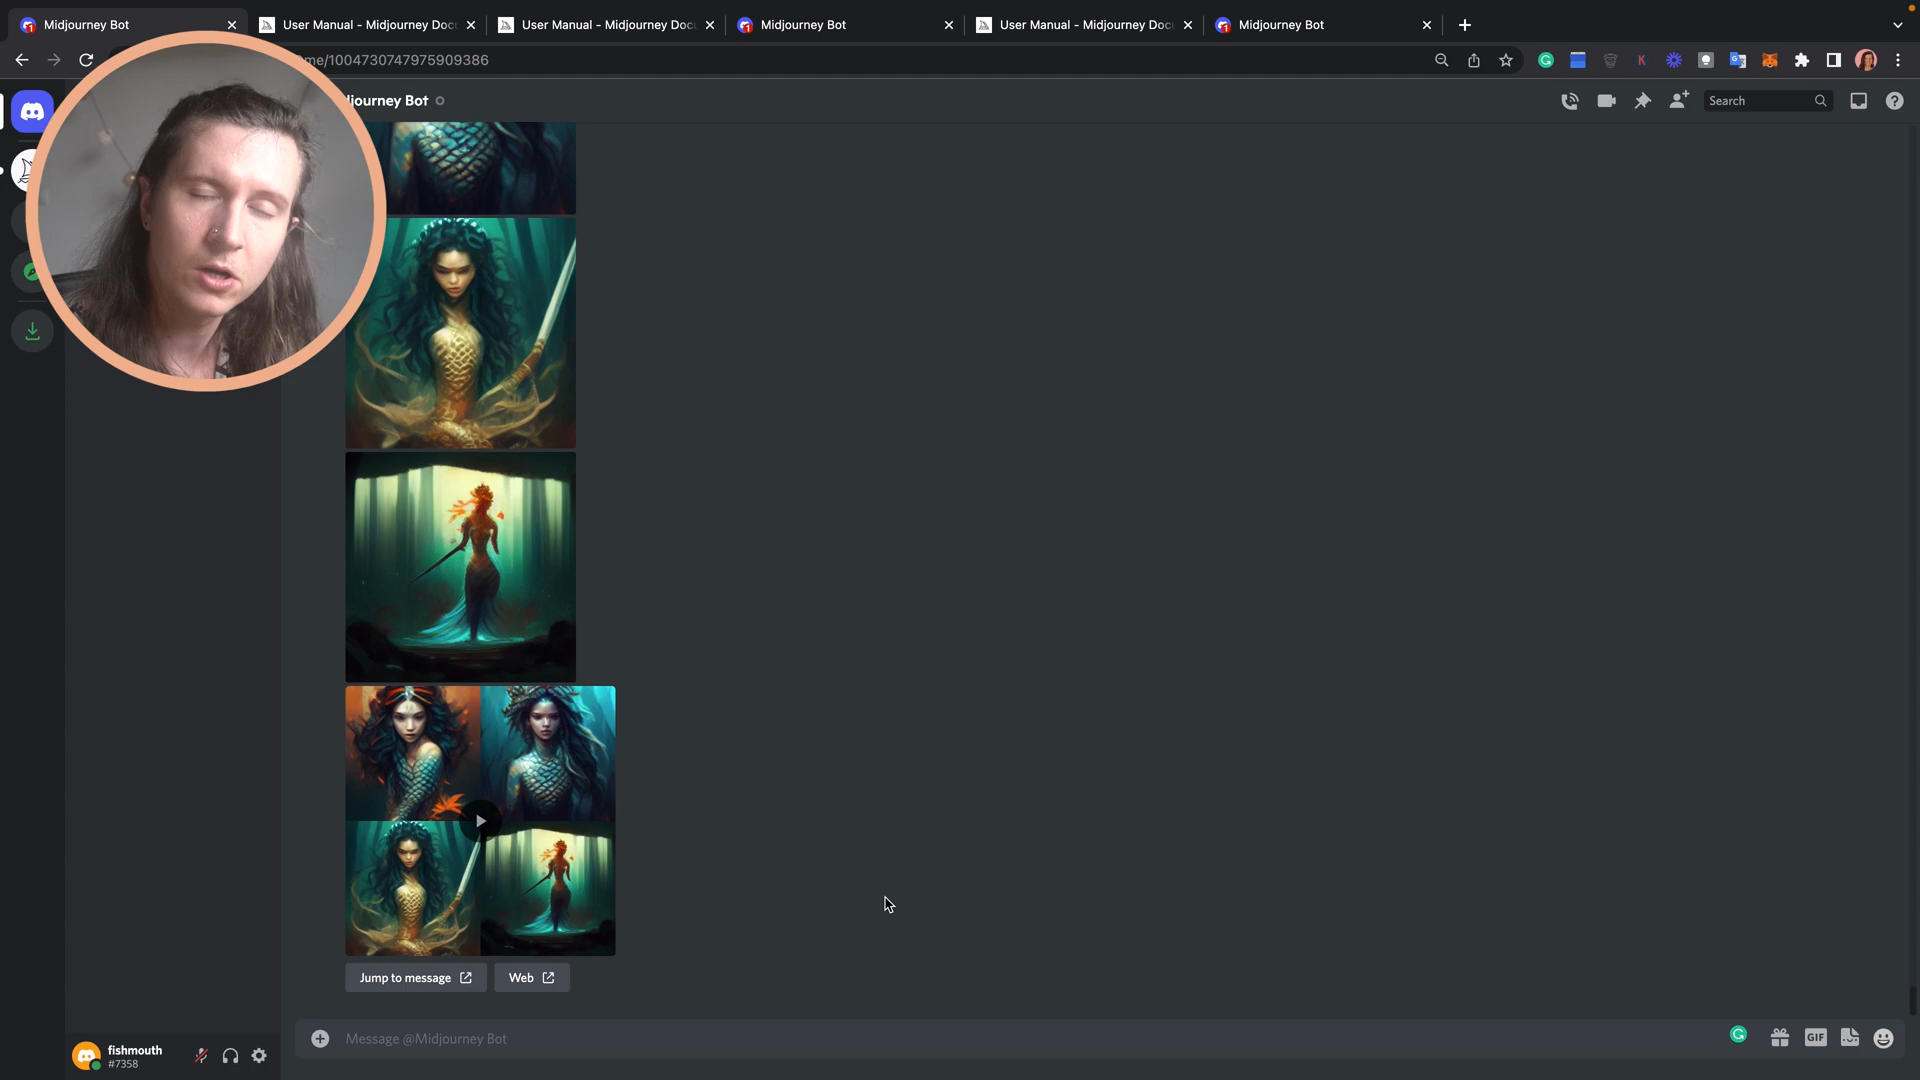 Midjourney Bot
User Manual - Midjourney Doc
User Manual - Midjourney Doc
Midjourney Bot
User Manual - Midjourney Doc
Midjourney Bot
me/1004730747975909386
djourney Bot
Search
Jump to message
Web
Message @Midjourney Bot
GIF
fishmouth
#7358